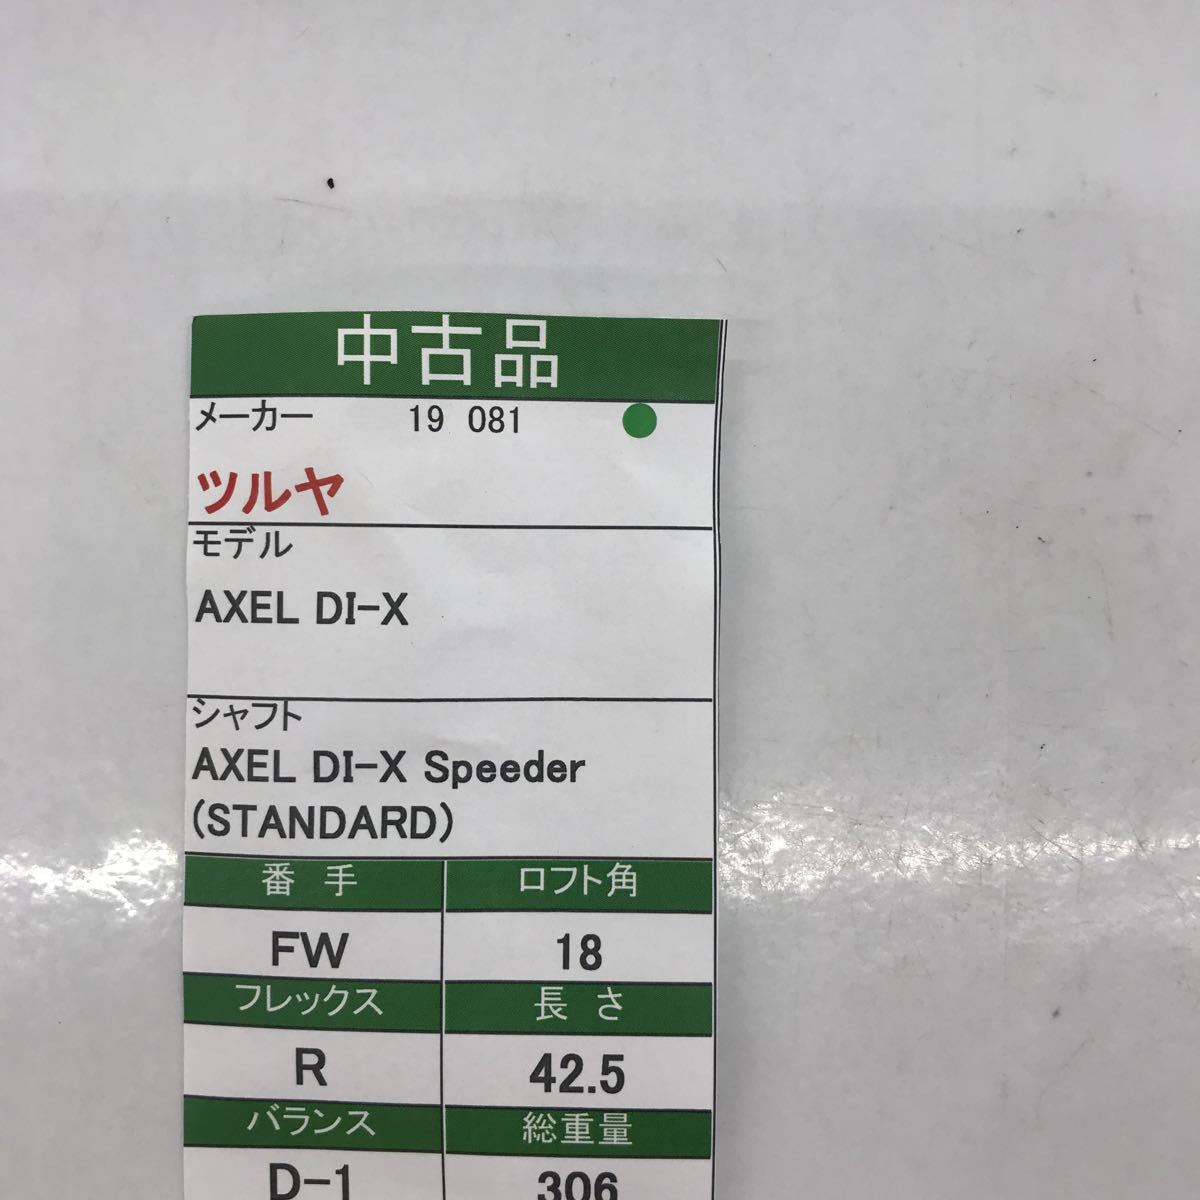 中古品
メーカー 19 081
ツルヤ
モデル
AXEL DI-X
シャフト
AXEL DI-X Speeder
(STANDARD)
番 手 ロフト角
FW 18
フレックス 長 さ
R 42.5
バランス 総重量
D-1 306